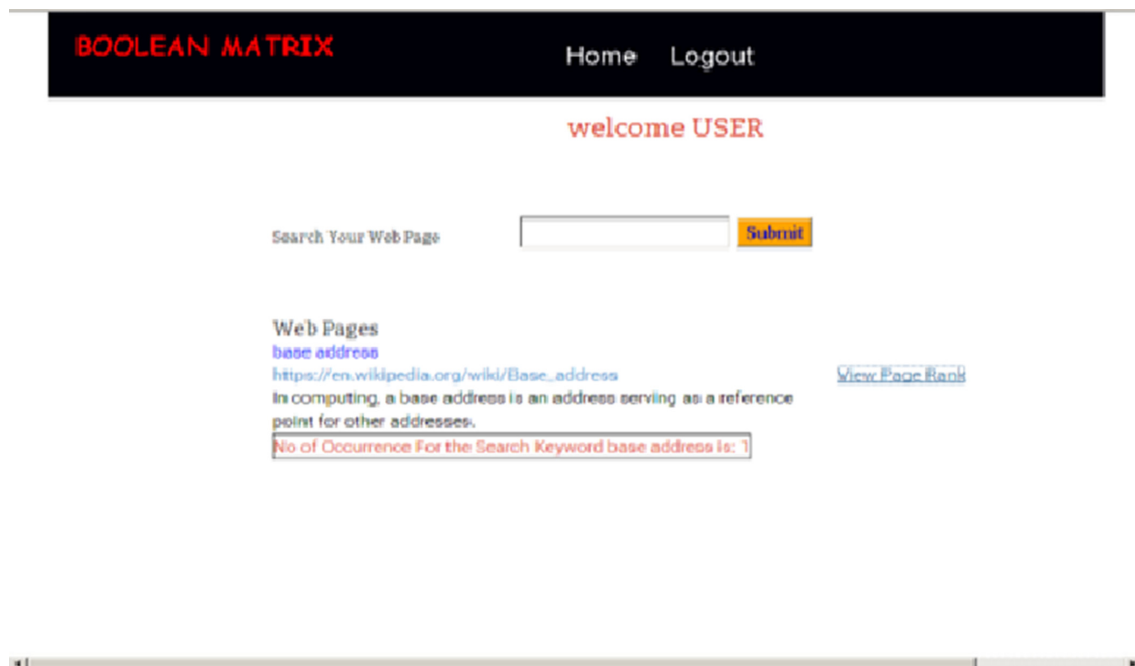 BOOLEAN MATRIX
Home Logout
welcome USER
Search Your Web Page
Submit
Web Pages
base address
https://en.wikipedia.org/wiki/Base_address
View Page Rank
In computing, a base address is an address serving as a reference
point for other addresses.
No of Occurrence For the Search Keyword base address is: 1